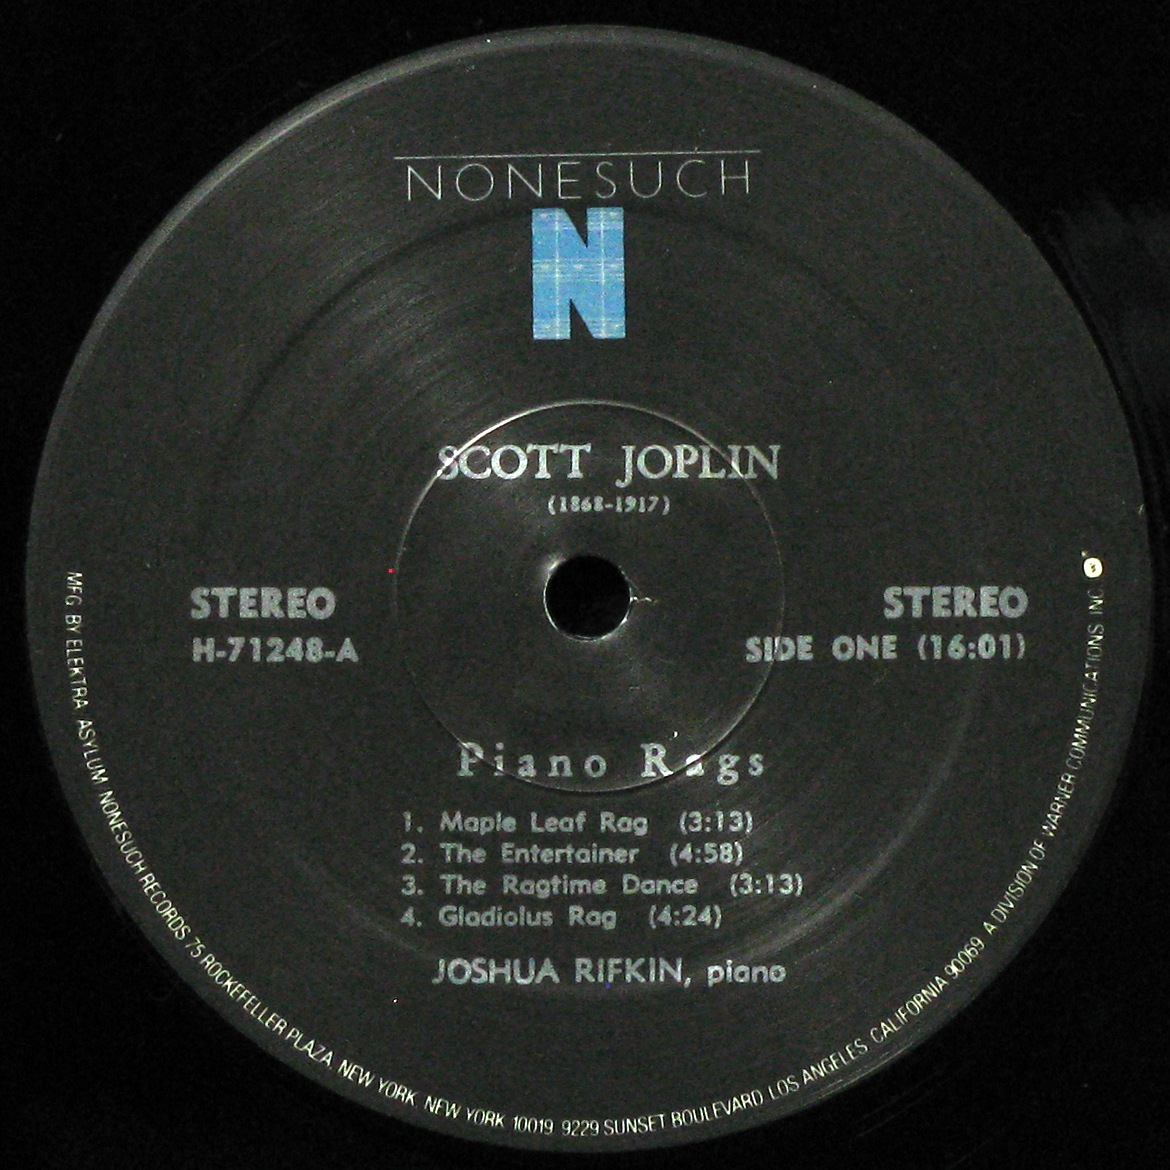 NONESUCH
N
SCOTT JOPLIN
(1868-1917)
STEREO
H-71248-A
STEREO
SIDE ONE (16:01)
Piano Rags
1. Maple Leaf Rag (3:13)
2. The Entertainer (4:58)
3. The Ragtime Dance (3:13)
4. Gladiolus Rag (4:24)
JOSHUA RIFKIN, piano
MFG. BY ELEKTRA ASYLUM NONESUCH RECORDS 75 ROCKEFELLER PLAZA, NEW YORK, NEW YORK 10019 9229 SUNSET BOULEVARD, LOS ANGELES, CALIFORNIA 90069 A DIVISION OF WARNER COMMUNICATIONS INC.